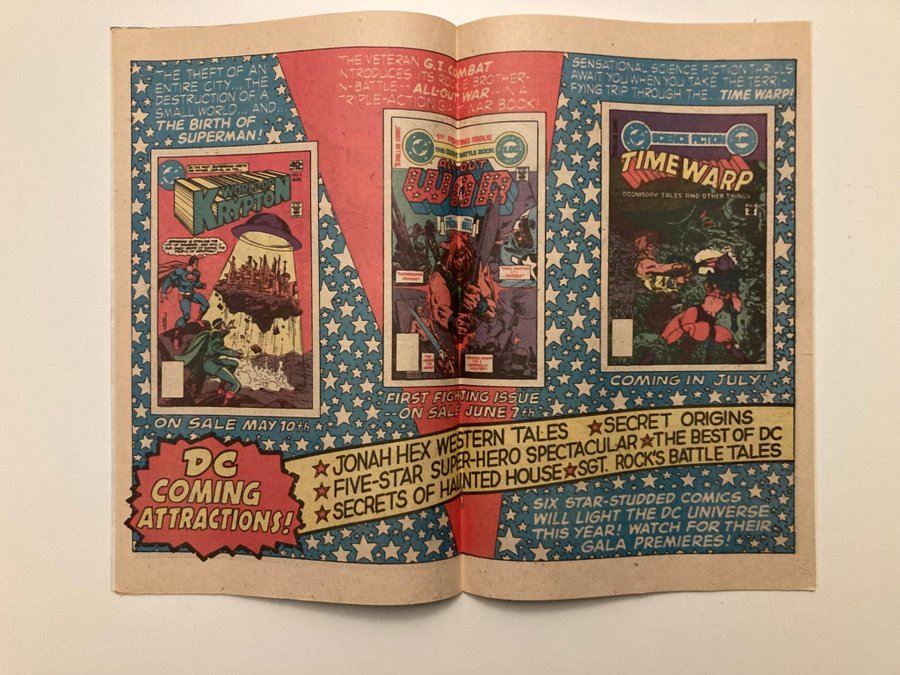 THE THEFT OF AN
ENTIRE CITY... THE
DESTRUCTION OF A
SMALL WORLD... AND...
THE BIRTH OF
SUPERMAN!
WORLD OF
KRYPTON
ON SALE MAY 10th
THE VETERAN G.I. COMBAT
INTRODUCES ITS BROTHER-
IN-BATTLE -- ALL-OUT WAR -- IN A
TRIPLE-ACTION GIANT WAR BOOK!
1st FIGHTING ISSUE
ALL-OUT
WAR
FIRST FIGHTING ISSUE
-- ON SALE JUNE 7th
SENSATIONAL SCIENCE FICTION THRILLS
AWAIT YOU WHEN YOU TAKE THE TERRI-
FYING TRIP THROUGH THE... TIME WARP!
SCIENCE FICTION
TIME WARP
DOOMSDAY TALES AND OTHER THINGS
COMING IN JULY!
DC
COMING
ATTRACTIONS!
★JONAH HEX WESTERN TALES ★SECRET ORIGINS
★FIVE-STAR SUPER-HERO SPECTACULAR★THE BEST OF DC
★SECRETS OF HAUNTED HOUSE★SGT. ROCK'S BATTLE TALES
SIX STAR-STUDDED COMICS
WILL LIGHT THE DC UNIVERSE
THIS YEAR! WATCH FOR THEIR
GALA PREMIERES!